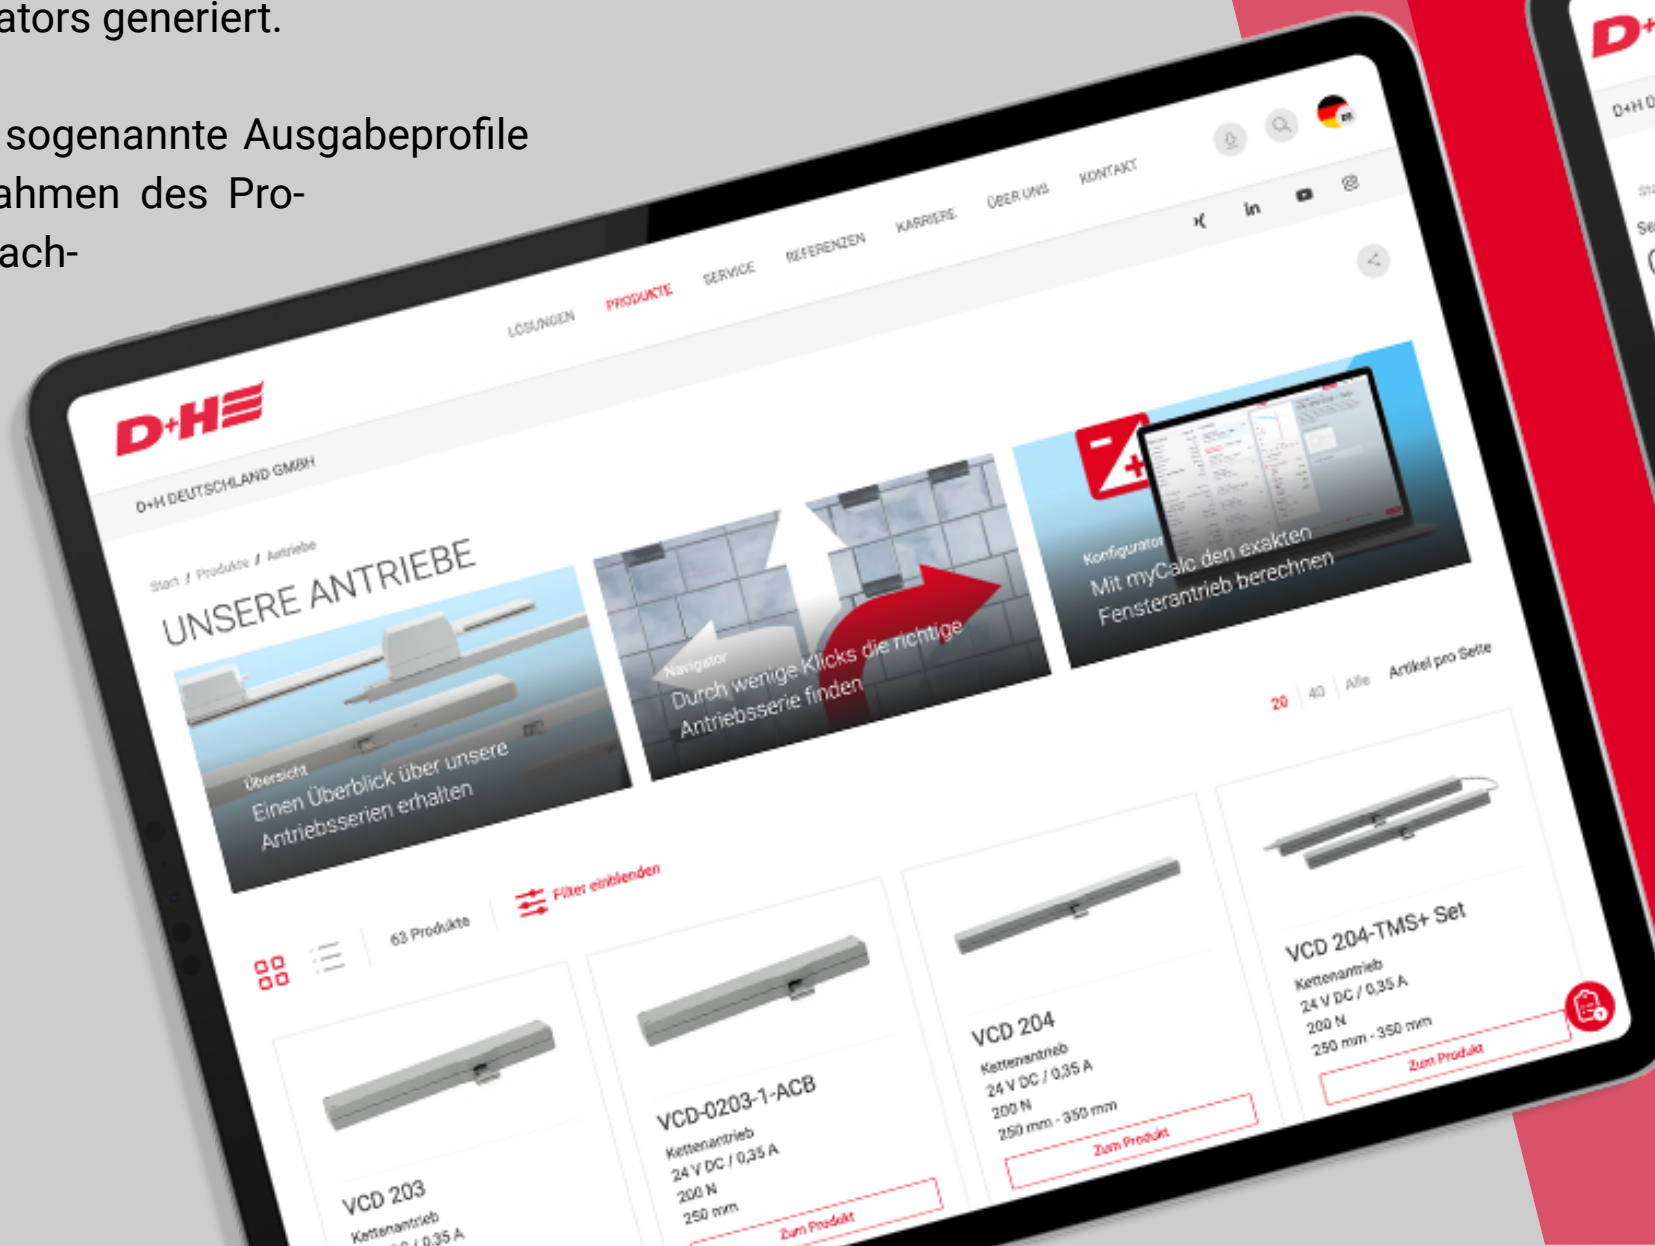 ators generiert.
sogenannte Ausgabeprofile
ahmen des Pro-
ach-
LÖSUNGEN PRODUKTE SERVICE REFERENZEN KARRIERE ÜBER UNS KONTAKT
D+H
D+H DEUTSCHLAND GMBH
Start / Produkte / Antriebe
UNSERE ANTRIEBE
Übersicht
Einen Überblick über unsere
Antriebsserien erhalten
Navigator
Durch wenige Klicks die richtige
Antriebsserie finden
Konfigurator
Mit myCalc den exakten
Fensterantrieb berechnen
63 Produkte
Filter einblenden
20 | 40 | Alle Artikel pro Seite
VCD 203
Kettenantrieb
/ 0,35 A
VCD-0203-1-ACB
Kettenantrieb
24 V DC / 0,35 A
200 N
250 mm
Zum Produkt
VCD 204
Kettenantrieb
24 V DC / 0,35 A
200 N
250 mm - 350 mm
Zum Produkt
VCD 204-TMS+ Set
Kettenantrieb
24 V DC / 0,35 A
200 N
250 mm - 350 mm
Zum Produkt
D+
D+H D